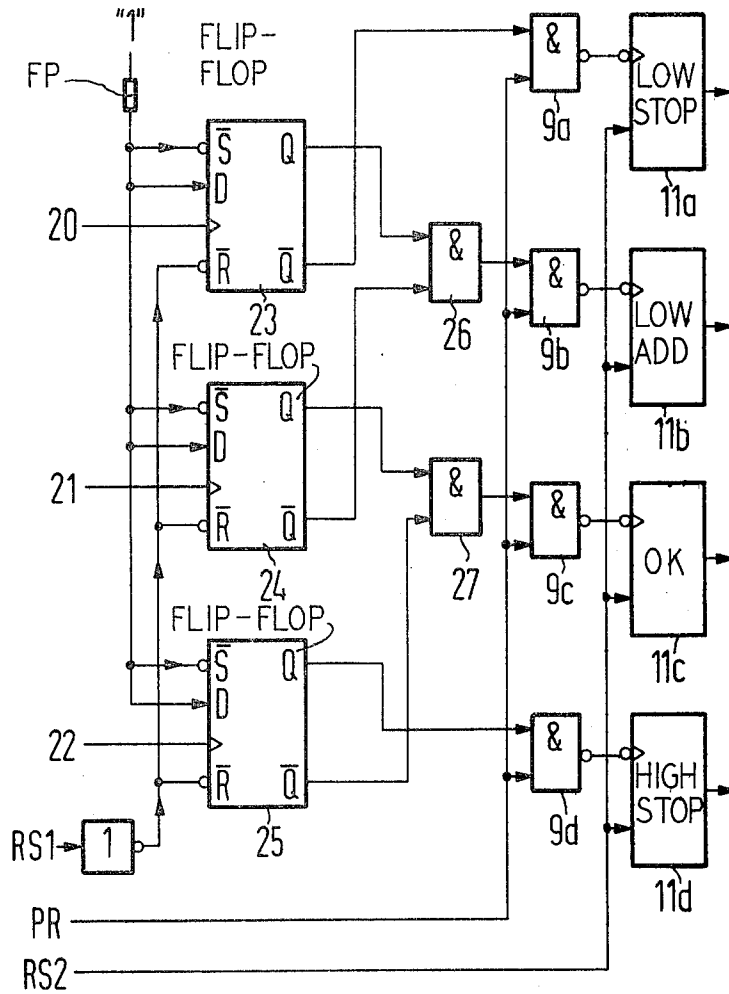 "1"
FLIP-
FLOP
FP
S̅ Q
D
20
R̅ Q̅
23
&
9a
LOW
STOP
11a
&
26
&
9b
LOW
ADD
11b
FLIP-FLOP
S̅ Q
D
21
R̅ Q̅
24
&
27
&
9c
OK
11c
FLIP-FLOP
S̅ Q
D
22
R̅ Q̅
25
&
9d
HIGH
STOP
11d
RS1
1
PR
RS2